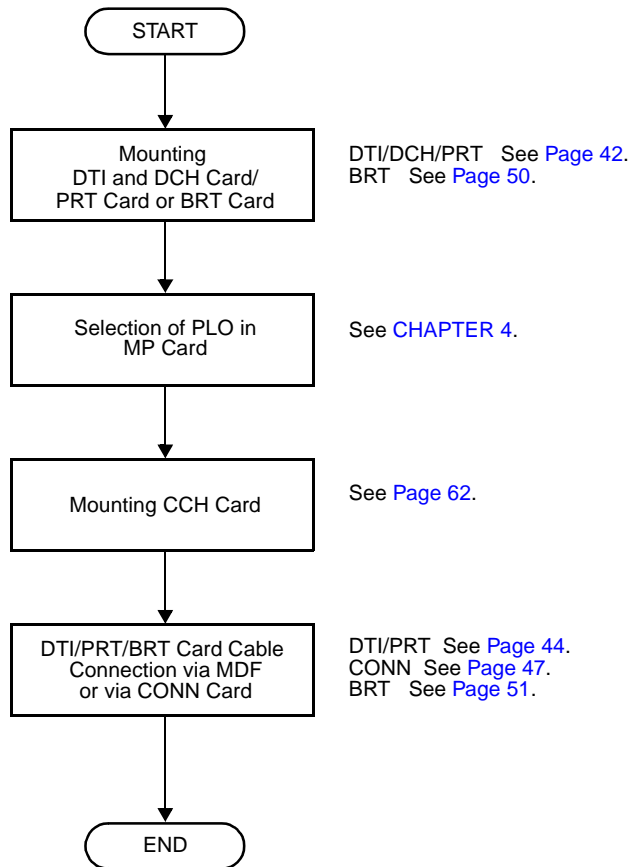 START
Mounting
DTI and DCH Card/
PRT Card or BRT Card
DTI/DCH/PRT See Page 42.
BRT See Page 50.
Selection of PLO in
MP Card
See CHAPTER 4.
Mounting CCH Card
See Page 62.
DTI/PRT/BRT Card Cable
Connection via MDF
or via CONN Card
DTI/PRT See Page 44.
CONN See Page 47.
BRT See Page 51.
END